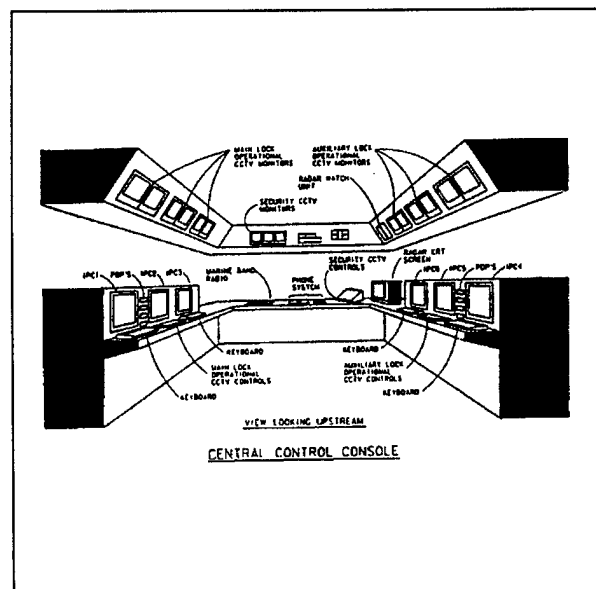 MAIN LOCK
OPERATIONAL
CCTV MONITORS
AUXILIARY LOCK
OPERATIONAL
CCTV MONITORS
RADAR WATCH
UNIT
SECURITY CCTV
MONITORS
SECURITY CCTV
CONTROLS
RADAR CRT
SCREEN
MARINE BAND
RADIO
PHONE
SYSTEM
IPC1
PDP'S
IPC2
IPC3
IPC6
IPC5
PDP'S
IPC4
KEYBOARD
MAIN LOCK
OPERATIONAL
CCTV CONTROLS
KEYBOARD
KEYBOARD
AUXILIARY LOCK
OPERATIONAL
CCTV CONTROLS
KEYBOARD
VIEW LOOKING UPSTREAM
CENTRAL CONTROL CONSOLE